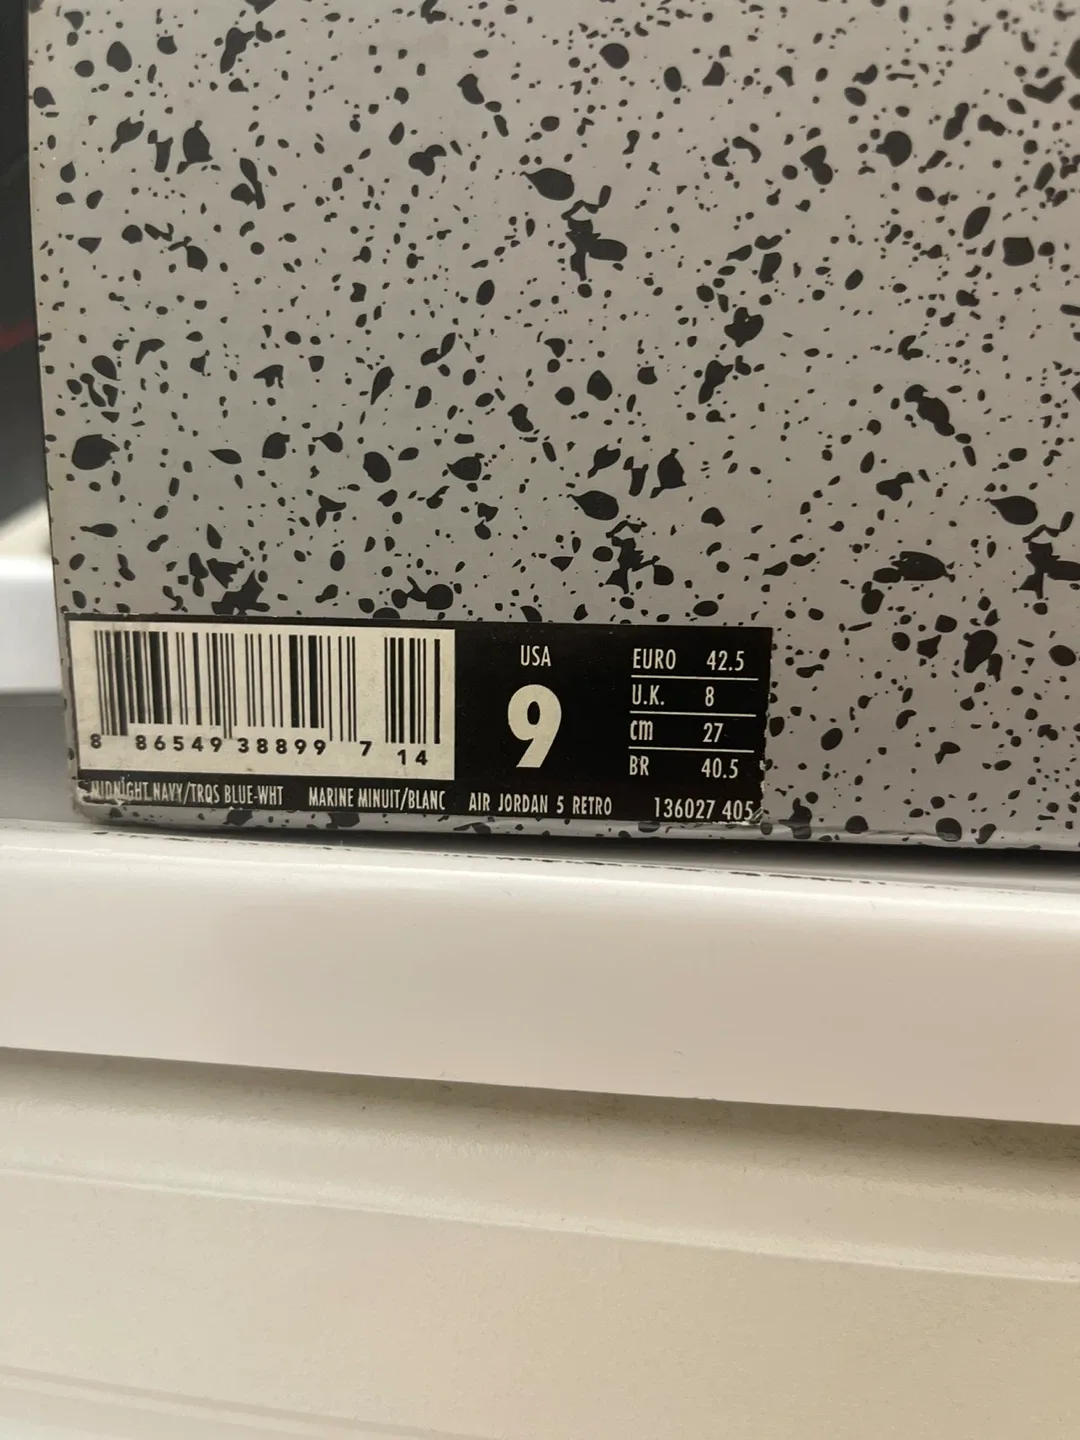 USA
9
EURO 42.5
U.K. 8
cm 27
BR 40.5
8 86549 38899 7 14
MIDNIGHT NAVY/TRQS BLUE-WHT MARINE MINUIT/BLANC AIR JORDAN 5 RETRO 136027 405